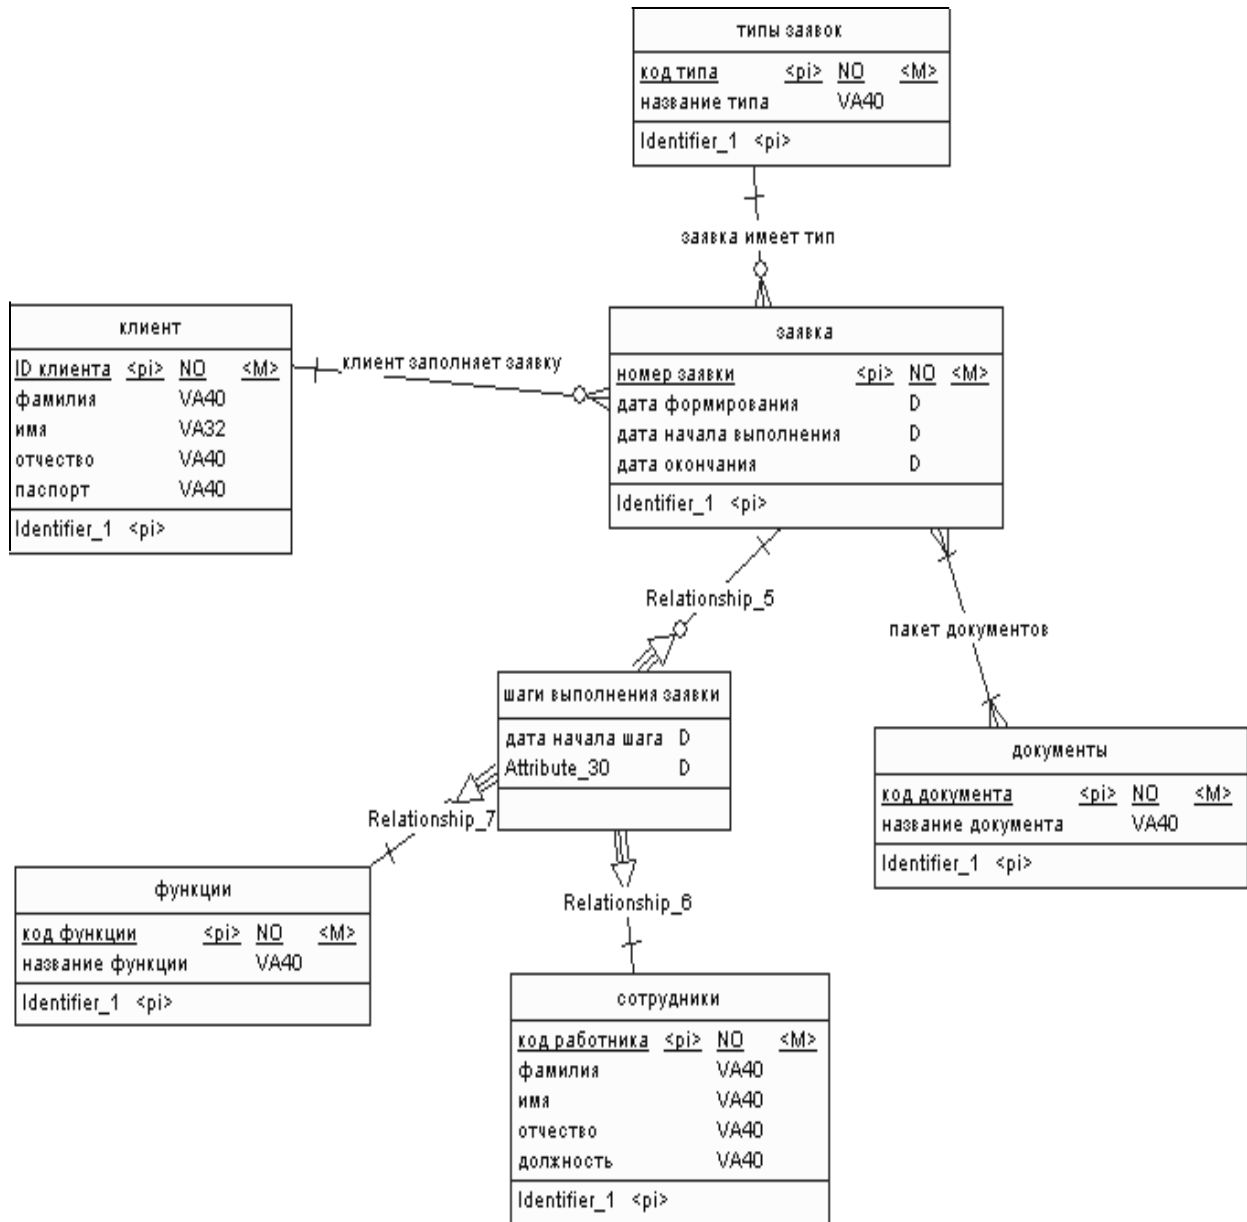 типы заявок
код типа <pi> NO <M>
название типа VA40
Identifier_1 <pi>
заявка имеет тип
клиент
ID клиента <pi> NO <M>
фамилия VA40
имя VA32
отчество VA40
паспорт VA40
Identifier_1 <pi>
клиент заполняет заявку
заявка
номер заявки <pi> NO <M>
дата формирования D
дата начала выполнения D
дата окончания D
Identifier_1 <pi>
Relationship_5
пакет документов
шаги выполнения заявки
дата начала шага D
Attribute_30 D
документы
код документа <pi> NO <M>
название документа VA40
Identifier_1 <pi>
Relationship_7
функции
код функции <pi> NO <M>
название функции VA40
Identifier_1 <pi>
Relationship_6
сотрудники
код работника <pi> NO <M>
фамилия VA40
имя VA40
отчество VA40
должность VA40
Identifier_1 <pi>